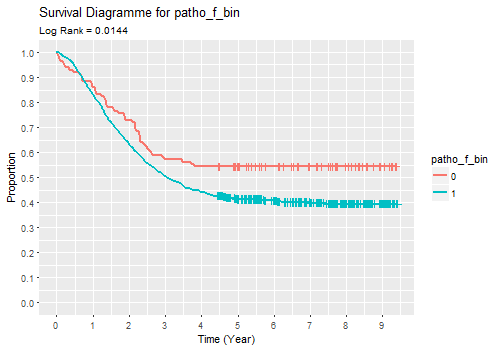 Survival Diagramme for patho_f_bin
Log Rank = 0.0144
1.0
0.9
0.8
0.7
0.6
0.5
0.4
0.3
0.2
0.1
0.0
Proportion
0 1 2 3 4 5 6 7 8 9
Time (Year)
patho_f_bin
0
1